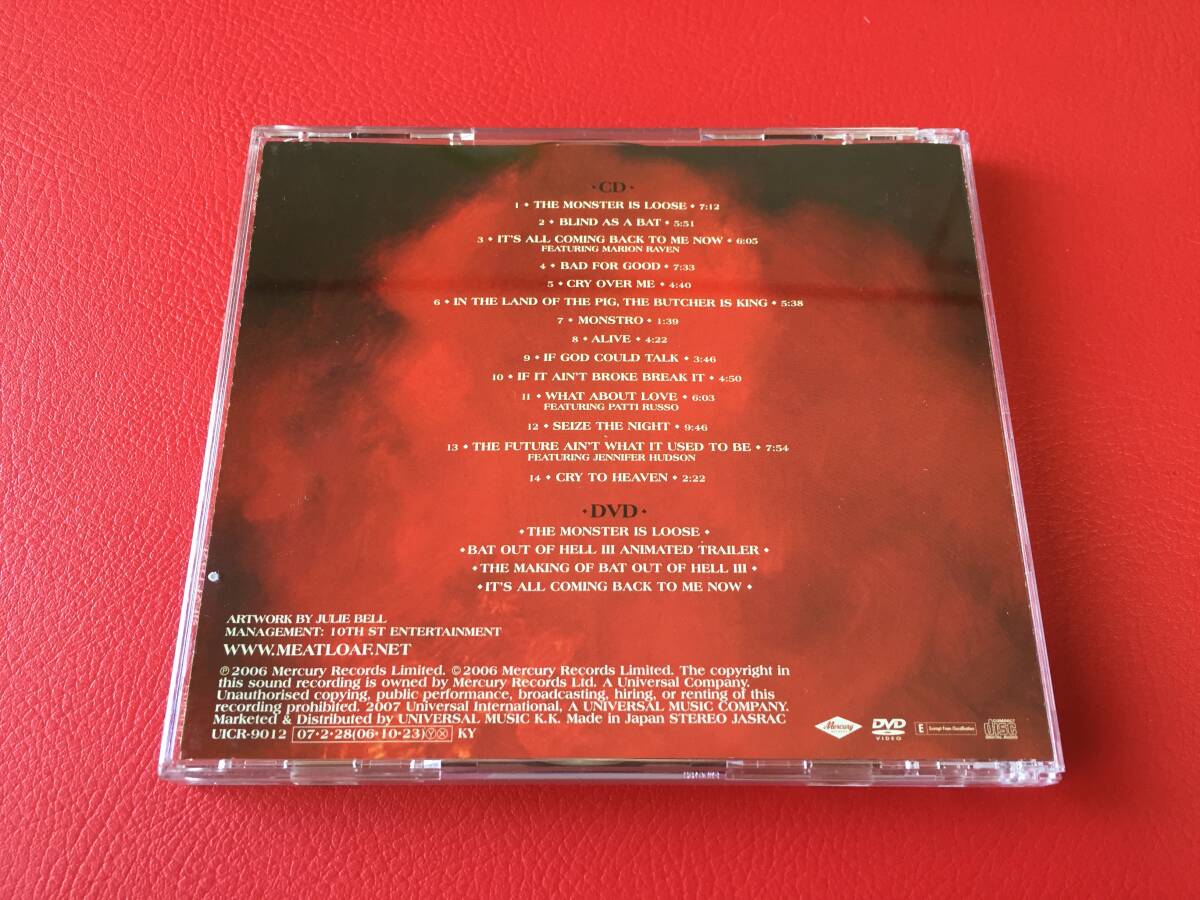 •CD•
1 • THE MONSTER IS LOOSE • 7:12
2 • BLIND AS A BAT • 5:51
3 • IT'S ALL COMING BACK TO ME NOW • 6:05
FEATURING MARION RAVEN
4 • BAD FOR GOOD • 7:33
5 • CRY OVER ME • 4:40
6 • IN THE LAND OF THE PIG, THE BUTCHER IS KING • 5:38
7 • MONSTRO • 1:39
8 • ALIVE • 4:22
9 • IF GOD COULD TALK • 3:46
10 • IF IT AIN'T BROKE BREAK IT • 4:50
11 • WHAT ABOUT LOVE • 6:03
FEATURING PATTI RUSSO
12 • SEIZE THE NIGHT • 9:46
13 • THE FUTURE AIN'T WHAT IT USED TO BE • 7:54
FEATURING JENNIFER HUDSON
14 • CRY TO HEAVEN • 2:22
•DVD•
• THE MONSTER IS LOOSE •
• BAT OUT OF HELL III ANIMATED TRAILER •
• THE MAKING OF BAT OUT OF HELL III •
• IT'S ALL COMING BACK TO ME NOW •
ARTWORK BY JULIE BELL
MANAGEMENT: 10TH ST ENTERTAINMENT
WWW.MEATLOAF.NET
℗2006 Mercury Records Limited. ©2006 Mercury Records Limited. The copyright in
this sound recording is owned by Mercury Records Ltd. A Universal Company.
Unauthorised copying, public performance, broadcasting, hiring, or renting of this
recording prohibited. 2007 Universal International, A UNIVERSAL MUSIC COMPANY.
Marketed & Distributed by UNIVERSAL MUSIC K.K. Made in Japan STEREO JASRAC
UICR-9012 07・2・28(06・10・23)ⓎⓍ KY
Mercury
DVD
VIDEO
E Exempt from Classification
COMPACT
disc
DIGITAL AUDIO